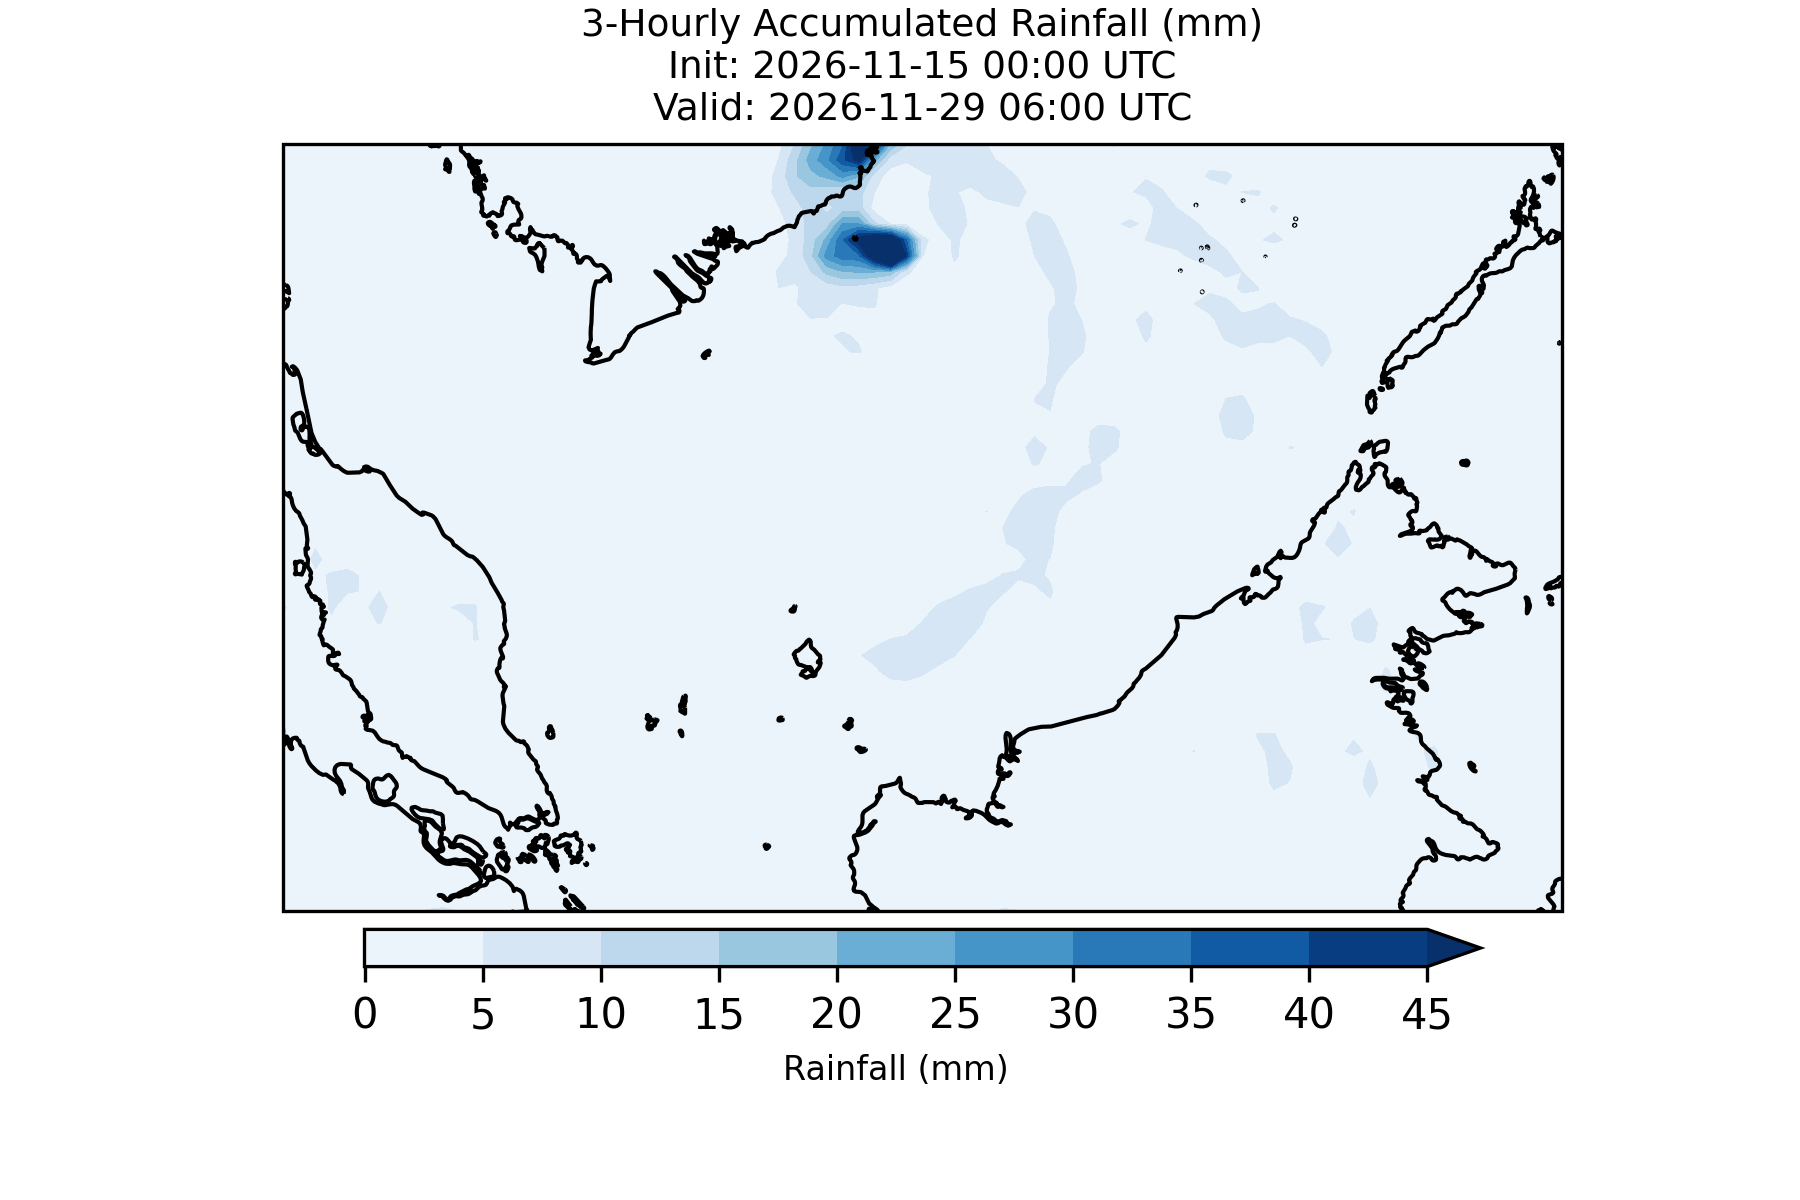 3-Hourly Accumulated Rainfall (mm)
Init: 2026-11-15 00:00 UTC
Valid: 2026-11-29 06:00 UTC
0 5 10 15 20 25 30 35 40 45
Rainfall (mm)